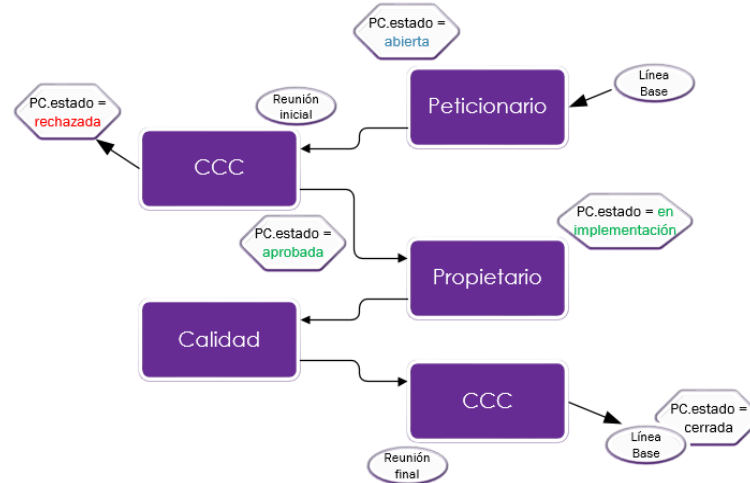 PC.estado =
abierta
Línea
Base
Peticionario
Reunión
inicial
PC.estado =
rechazada
CCC
PC.estado = en
implementación
PC.estado =
aprobada
Propietario
Calidad
CCC
PC.estado =
cerrada
Línea
Base
Reunión
final